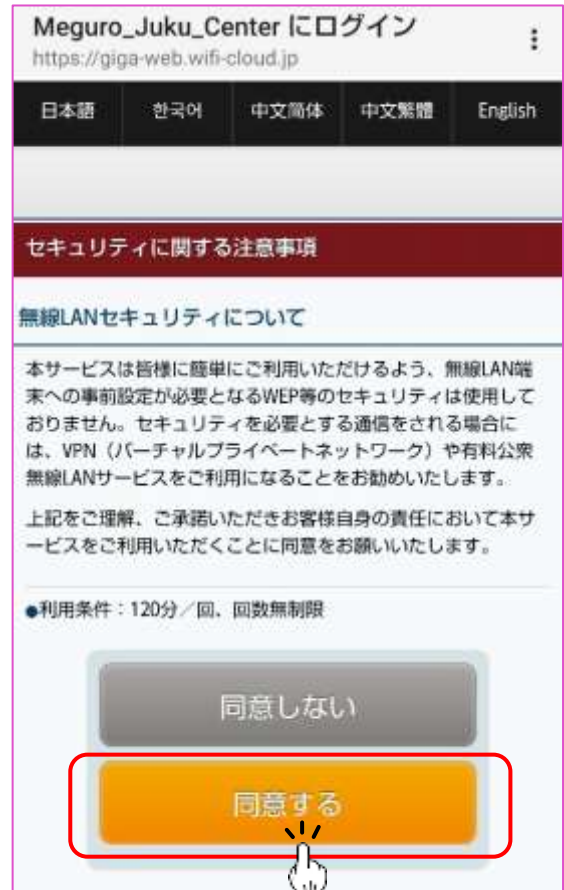 Meguro_Juku_Center にログイン
https://giga-web.wifi-cloud.jp
日本語 한국어 中文简体 中文繁體 English
セキュリティに関する注意事項
無線LANセキュリティについて
本サービスは皆様に簡単にご利用いただけるよう、無線LAN端
末への事前設定が必要となるWEP等のセキュリティは使用して
おりません。セキュリティを必要とする通信をされる場合に
は、VPN（バーチャルプライベートネットワーク）や有料公衆
無線LANサービスをご利用になることをお勧めいたします。
上記をご理解、ご承諾いただきお客様自身の責任において本サ
ービスをご利用いただくことに同意をお願いいたします。
●利用条件：120分／回、回数無制限
同意しない
同意する